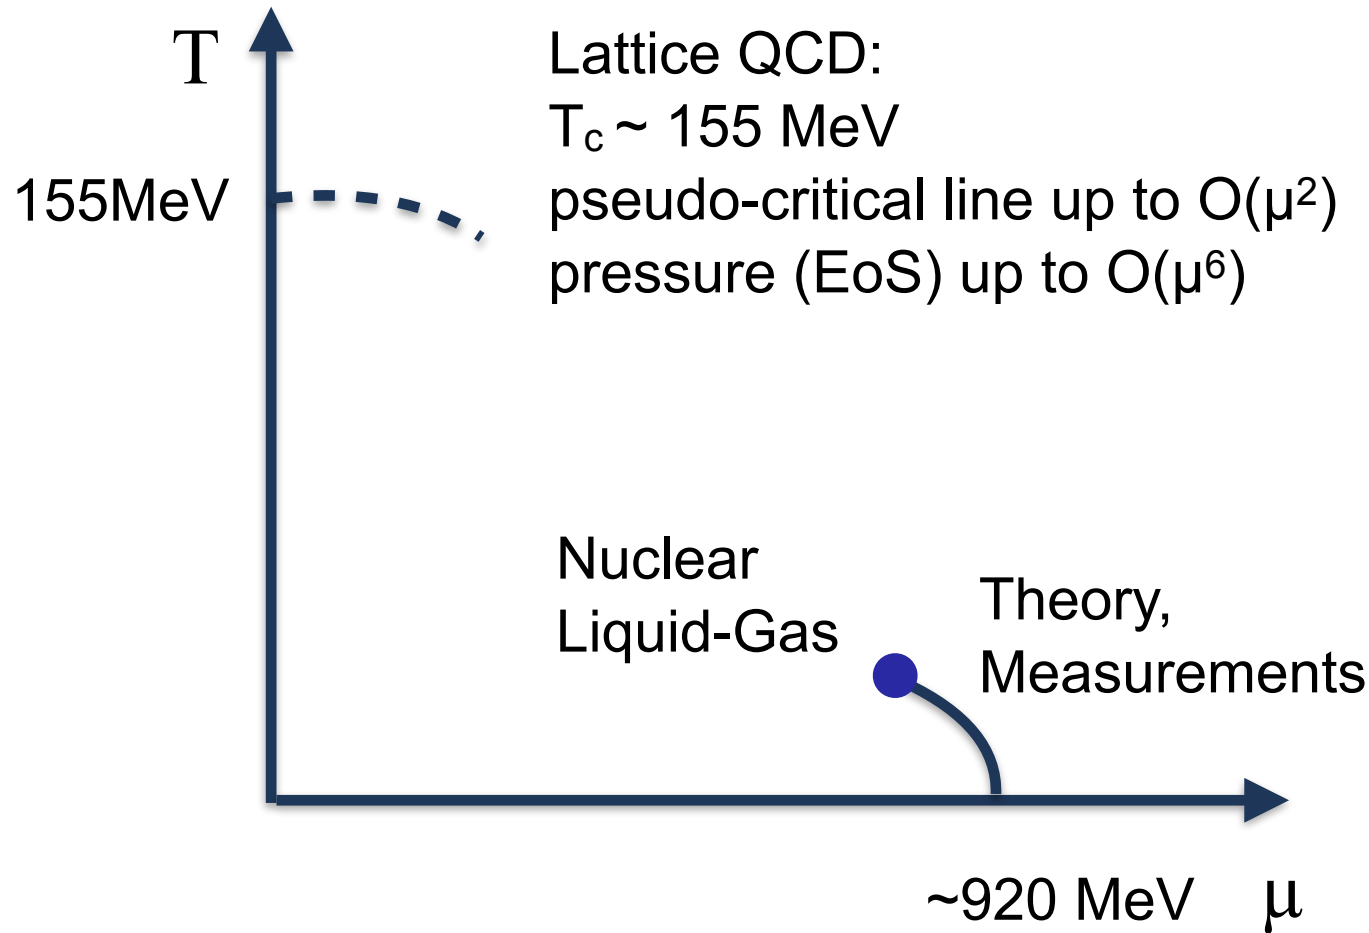 T
Lattice QCD:
T₍c₎ ~ 155 MeV
155MeV
pseudo-critical line up to O(µ²)
pressure (EoS) up to O(µ⁶)
Nuclear
Liquid-Gas
Theory,
Measurements
~920 MeV
µ